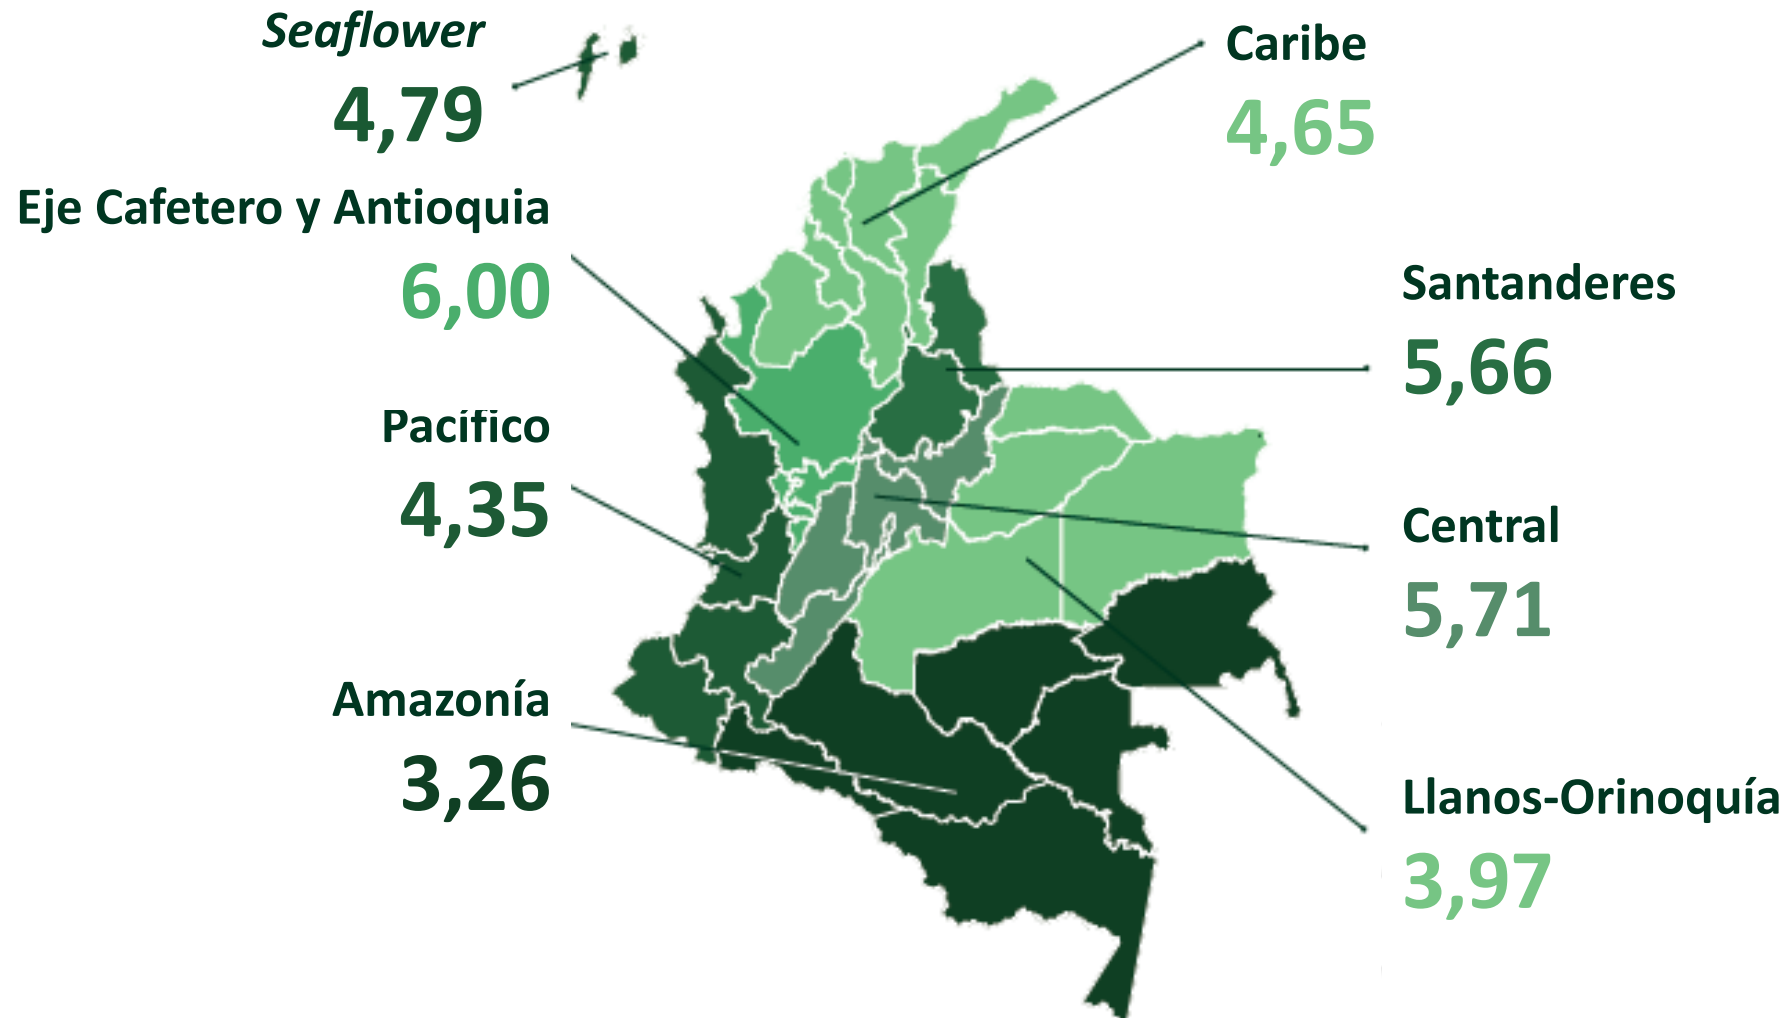 Seaflower
4,79
Eje Cafetero y Antioquia
6,00
Pacífico
4,35
Amazonía
3,26
Caribe
4,65
Santanderes
5,66
Central
5,71
Llanos-Orinoquía
3,97